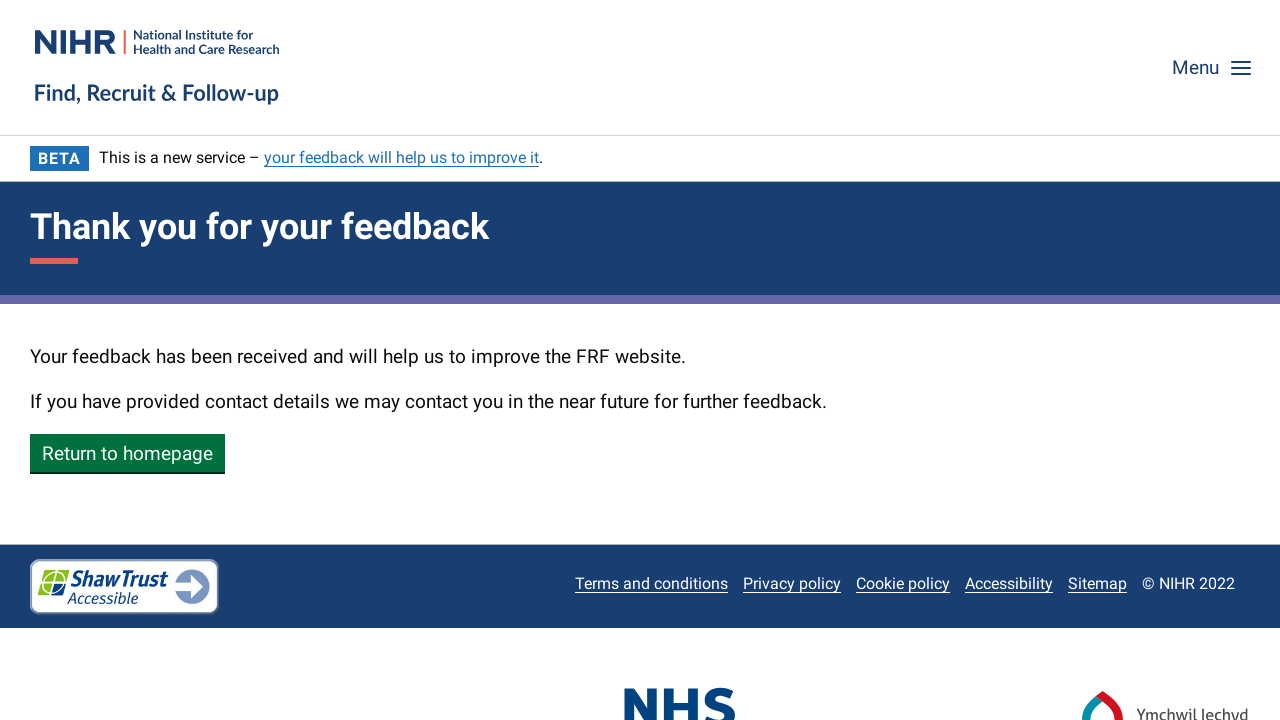 NIHR | National Institute for
Health and Care Research
Find, Recruit & Follow-up
Menu
BETA This is a new service – your feedback will help us to improve it.
Thank you for your feedback
Your feedback has been received and will help us to improve the FRF website.
If you have provided contact details we may contact you in the near future for further feedback.
Return to homepage
ShawTrust
Accessible
Terms and conditions Privacy policy Cookie policy Accessibility Sitemap © NIHR 2022
NHS
Ymchwil Iechyd